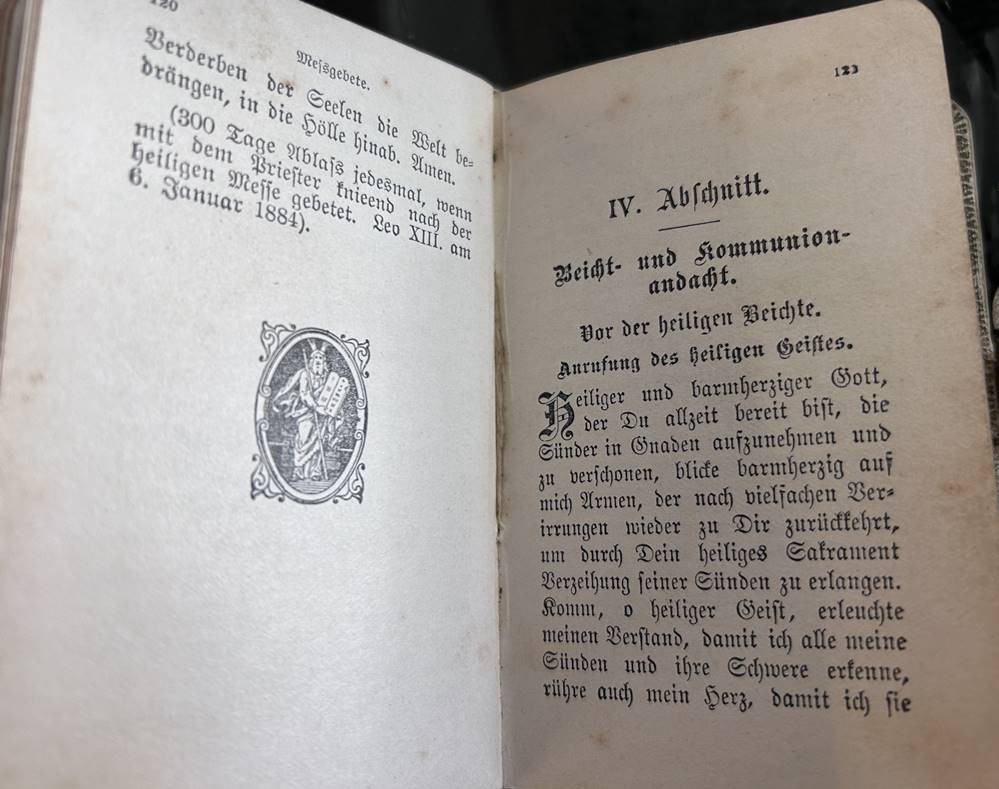 120
Messgebete.
Verderben der Seelen die Welt be-
drängen, in die Hölle hinab. Amen.
(300 Tage Ablass jedesmal, wenn
mit dem Priester knieend nach der
heiligen Messe gebetet. Leo XIII. am
6. Januar 1884).
123
IV. Abschnitt.
Beicht- und Kommunion-
andacht.
Vor der heiligen Beichte.
Anrufung des heiligen Geistes.
Heiliger und barmherziger Gott,
der Du allzeit bereit bist, die
Sünder in Gnaden aufzunehmen und
zu verschonen, blicke barmherzig auf
mich Armen, der nach vielfachen Ver-
irrungen wieder zu Dir zurückkehrt,
um durch Dein heiliges Sakrament
Verzeihung seiner Sünden zu erlangen.
Komm, o heiliger Geist, erleuchte
meinen Verstand, damit ich alle meine
Sünden und ihre Schwere erkenne,
rühre auch mein Herz, damit ich sie